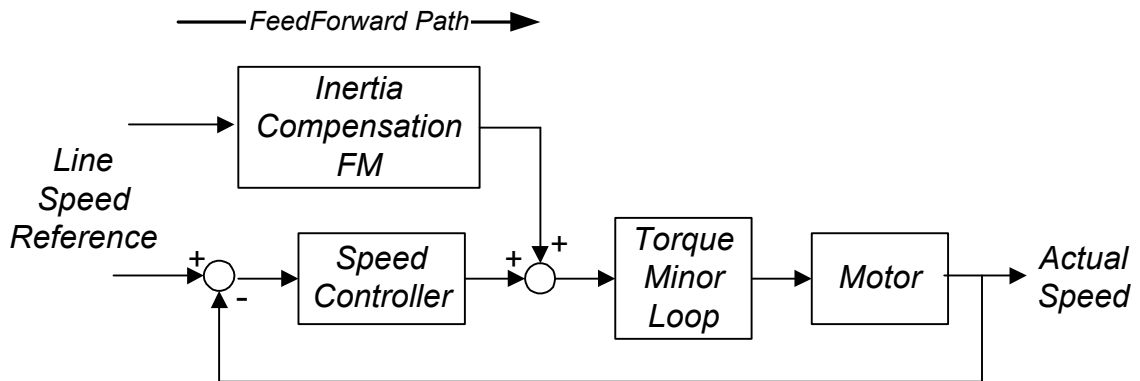 FeedForward Path
Inertia
Compensation
FM
Line
Speed
Reference
+
-
Speed
Controller
+
+
Torque
Minor
Loop
Motor
Actual
Speed